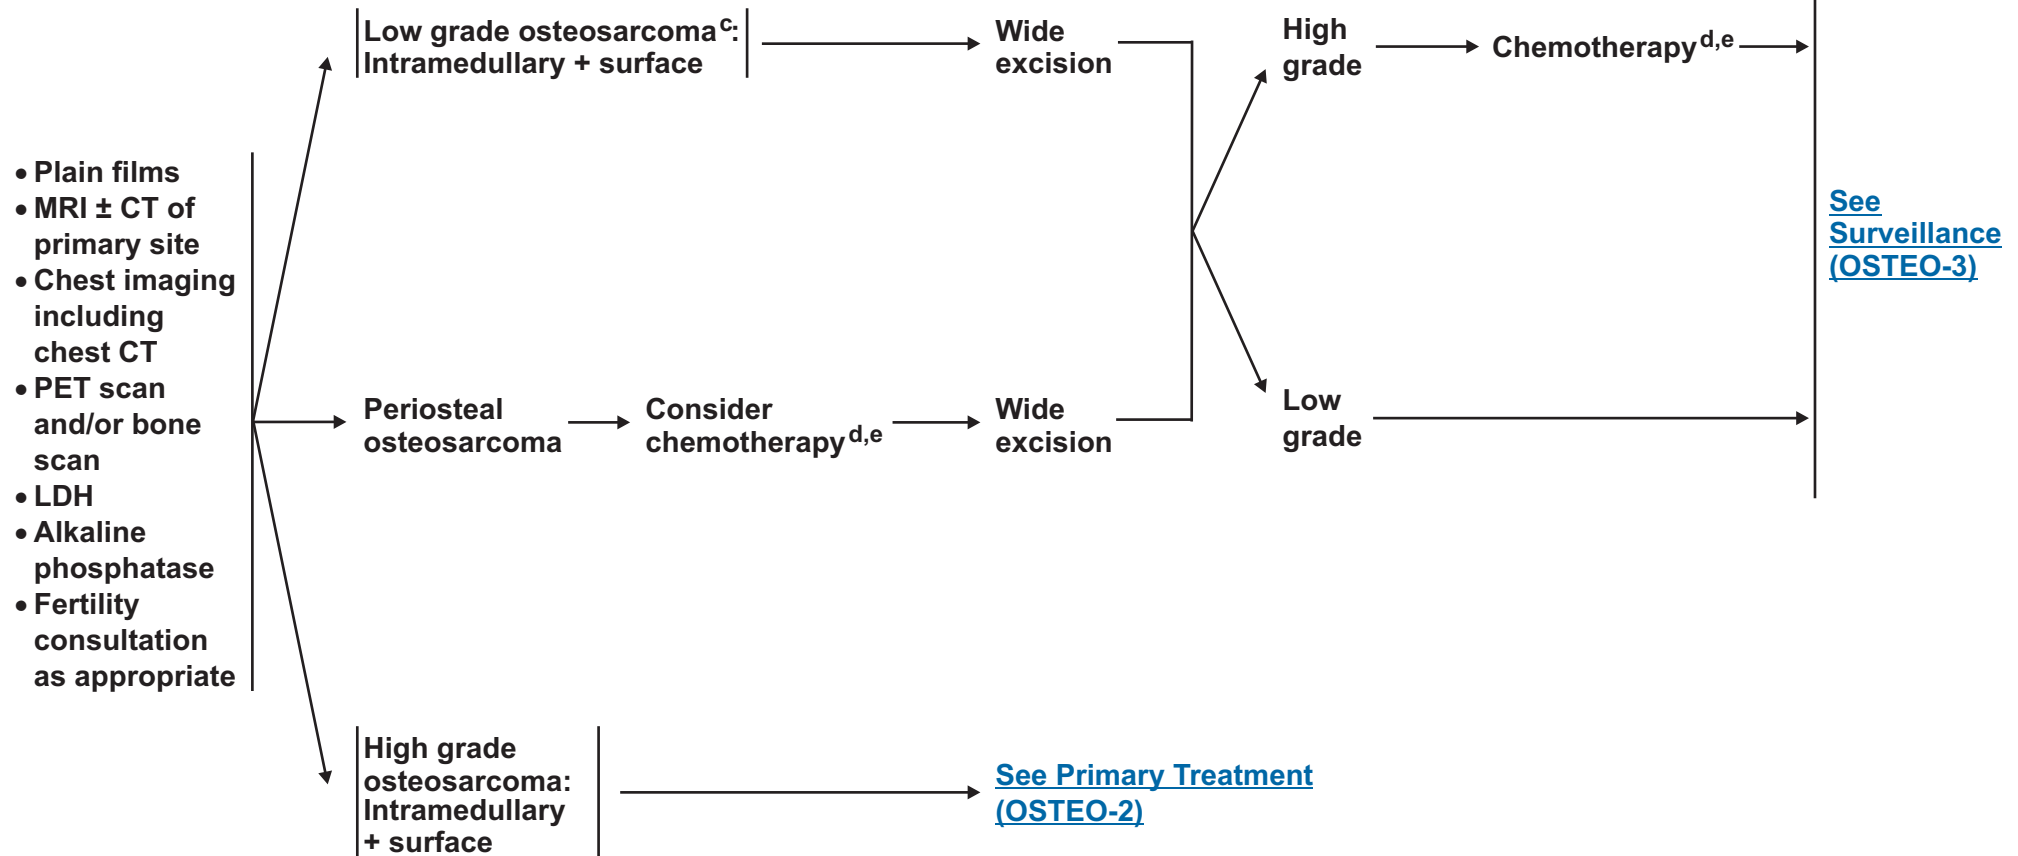 • Plain films
• MRI ± CT of
primary site
• Chest imaging
including
chest CT
• PET scan
and/or bone
scan
• LDH
• Alkaline
phosphatase
• Fertility
consultation
as appropriate
Low grade osteosarcomac:
Intramedullary + surface
Wide
excision
High
grade
Chemotherapyd,e
Periosteal
osteosarcoma
Consider
chemotherapyd,e
Wide
excision
Low
grade
See
Surveillance
(OSTEO-3)
High grade
osteosarcoma:
Intramedullary
+ surface
See Primary Treatment
(OSTEO-2)